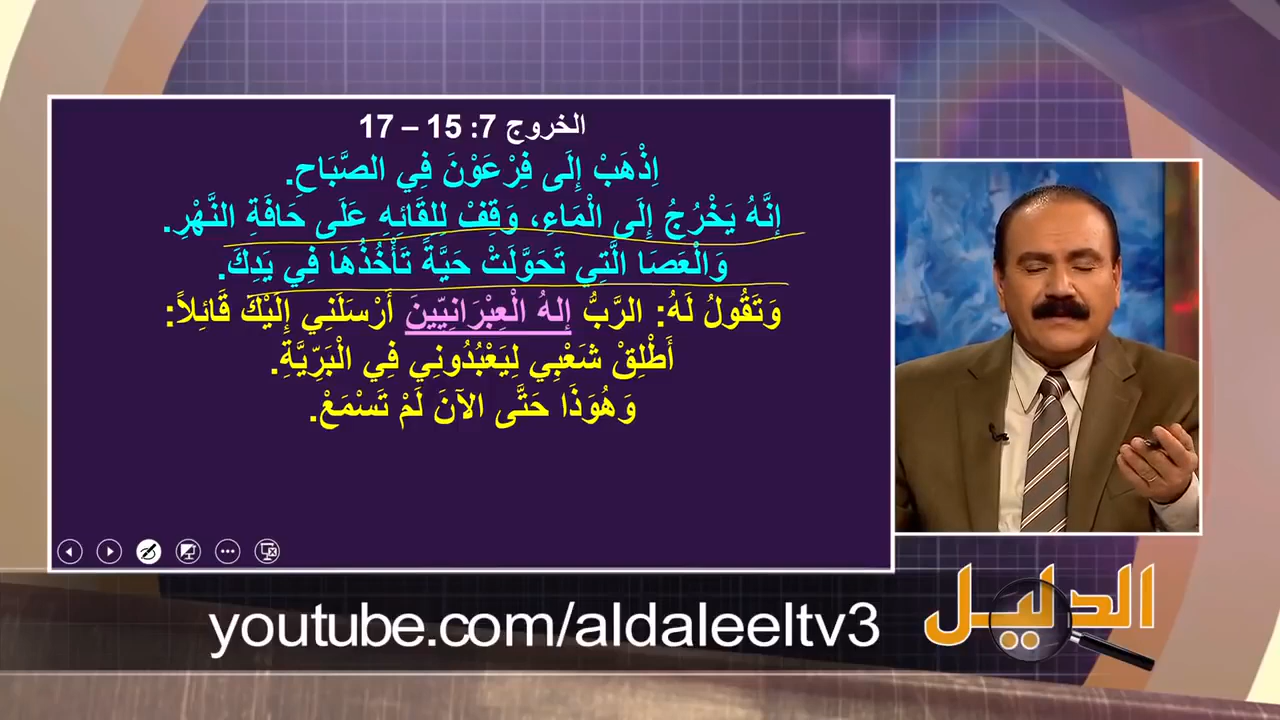 الخروج 7: 15 – 17
اِذْهَبْ إِلَى فِرْعَوْنَ فِي الصَّبَاحِ.
إِنَّهُ يَخْرُجُ إِلَى الْمَاءِ، وَقِفْ لِلِقَائِهِ عَلَى حَافَةِ النَّهْرِ.
وَالْعَصَا الَّتِي تَحَوَّلَتْ حَيَّةً تَأْخُذُهَا فِي يَدِكَ.
وَتَقُولُ لَهُ: الرَّبُّ إِلهُ الْعِبْرَانِيّيِنَ أَرْسَلَنِي إِلَيْكَ قَائِلاً:
أَطْلِقْ شَعْبِي لِيَعْبُدُونِي فِي الْبَرِّيَّةِ.
وَهُوَذَا حَتَّى الآنَ لَمْ تَسْمَعْ.
الدليل
youtube.com/aldaleeltv3